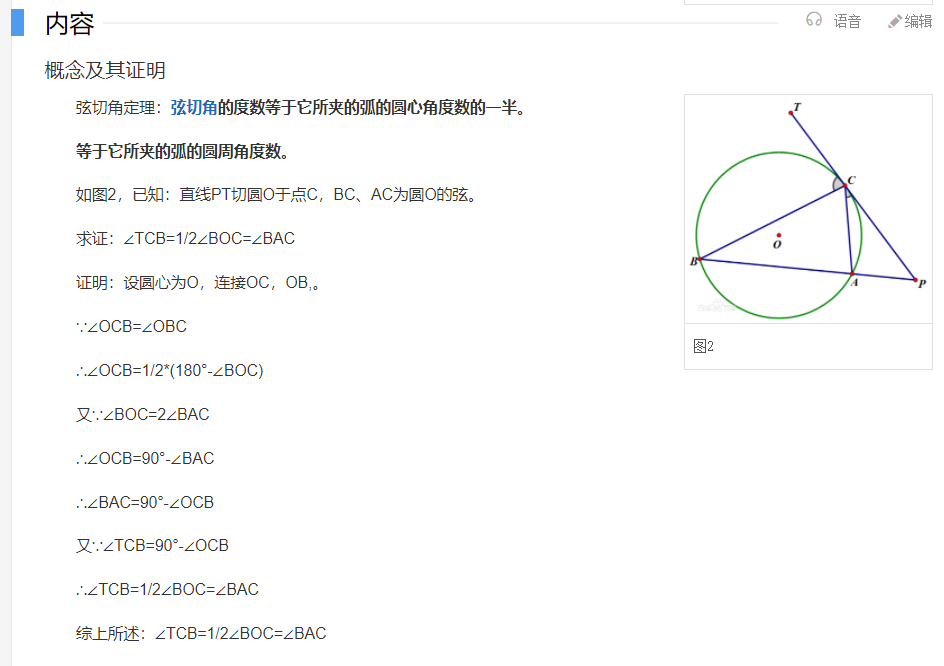 内容
语音
编辑
概念及其证明
弦切角定理：弦切角的度数等于它所夹的弧的圆心角度数的一半。
等于它所夹的弧的圆周角度数。
如图2，已知：直线PT切圆O于点C，BC、AC为圆O的弦。
求证：∠TCB=1/2∠BOC=∠BAC
证明：设圆心为O，连接OC，OB,。
∵∠OCB=∠OBC
∴∠OCB=1/2*(180°-∠BOC)
又∵∠BOC=2∠BAC
∴∠OCB=90°-∠BAC
∴∠BAC=90°-∠OCB
又∵∠TCB=90°-∠OCB
∴∠TCB=1/2∠BOC=∠BAC
综上所述：∠TCB=1/2∠BOC=∠BAC
T
C
O
B
A
P
图2